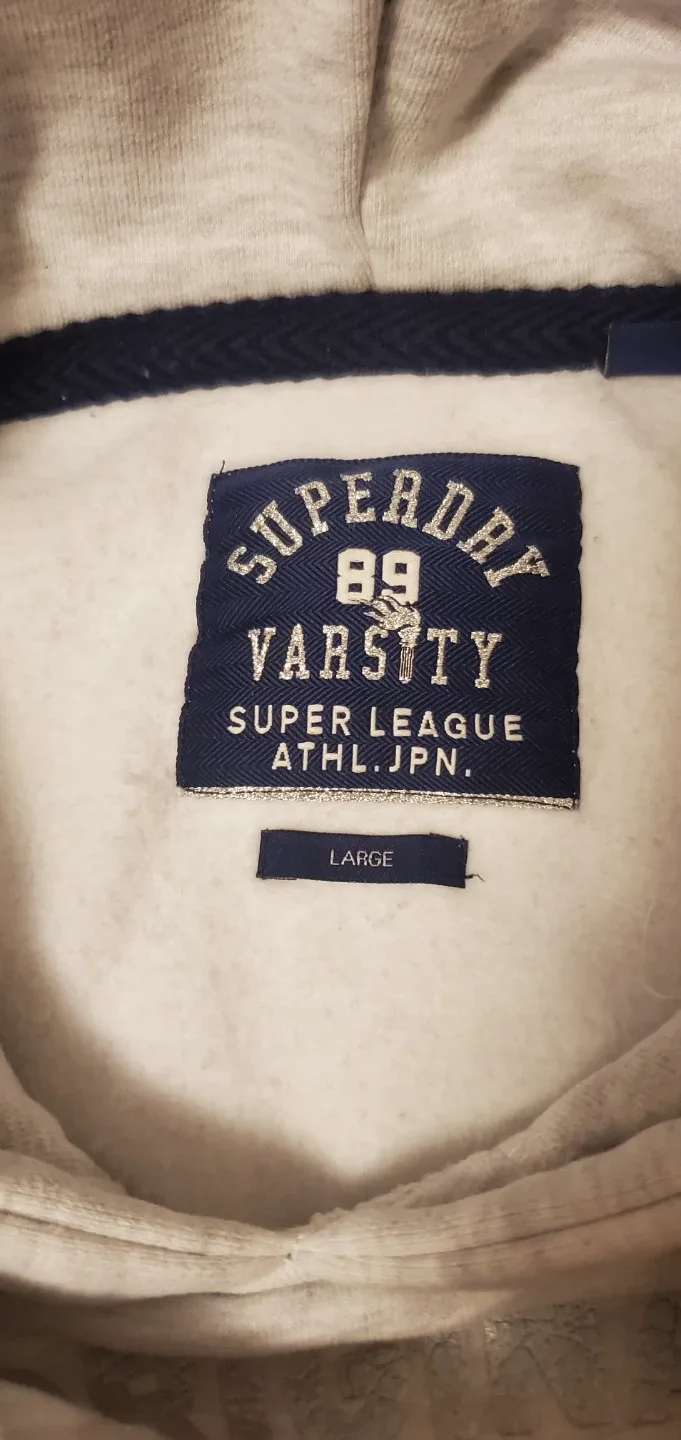 SUPERDRY
89
VARSITY
SUPER LEAGUE
ATHL.JPN.
LARGE